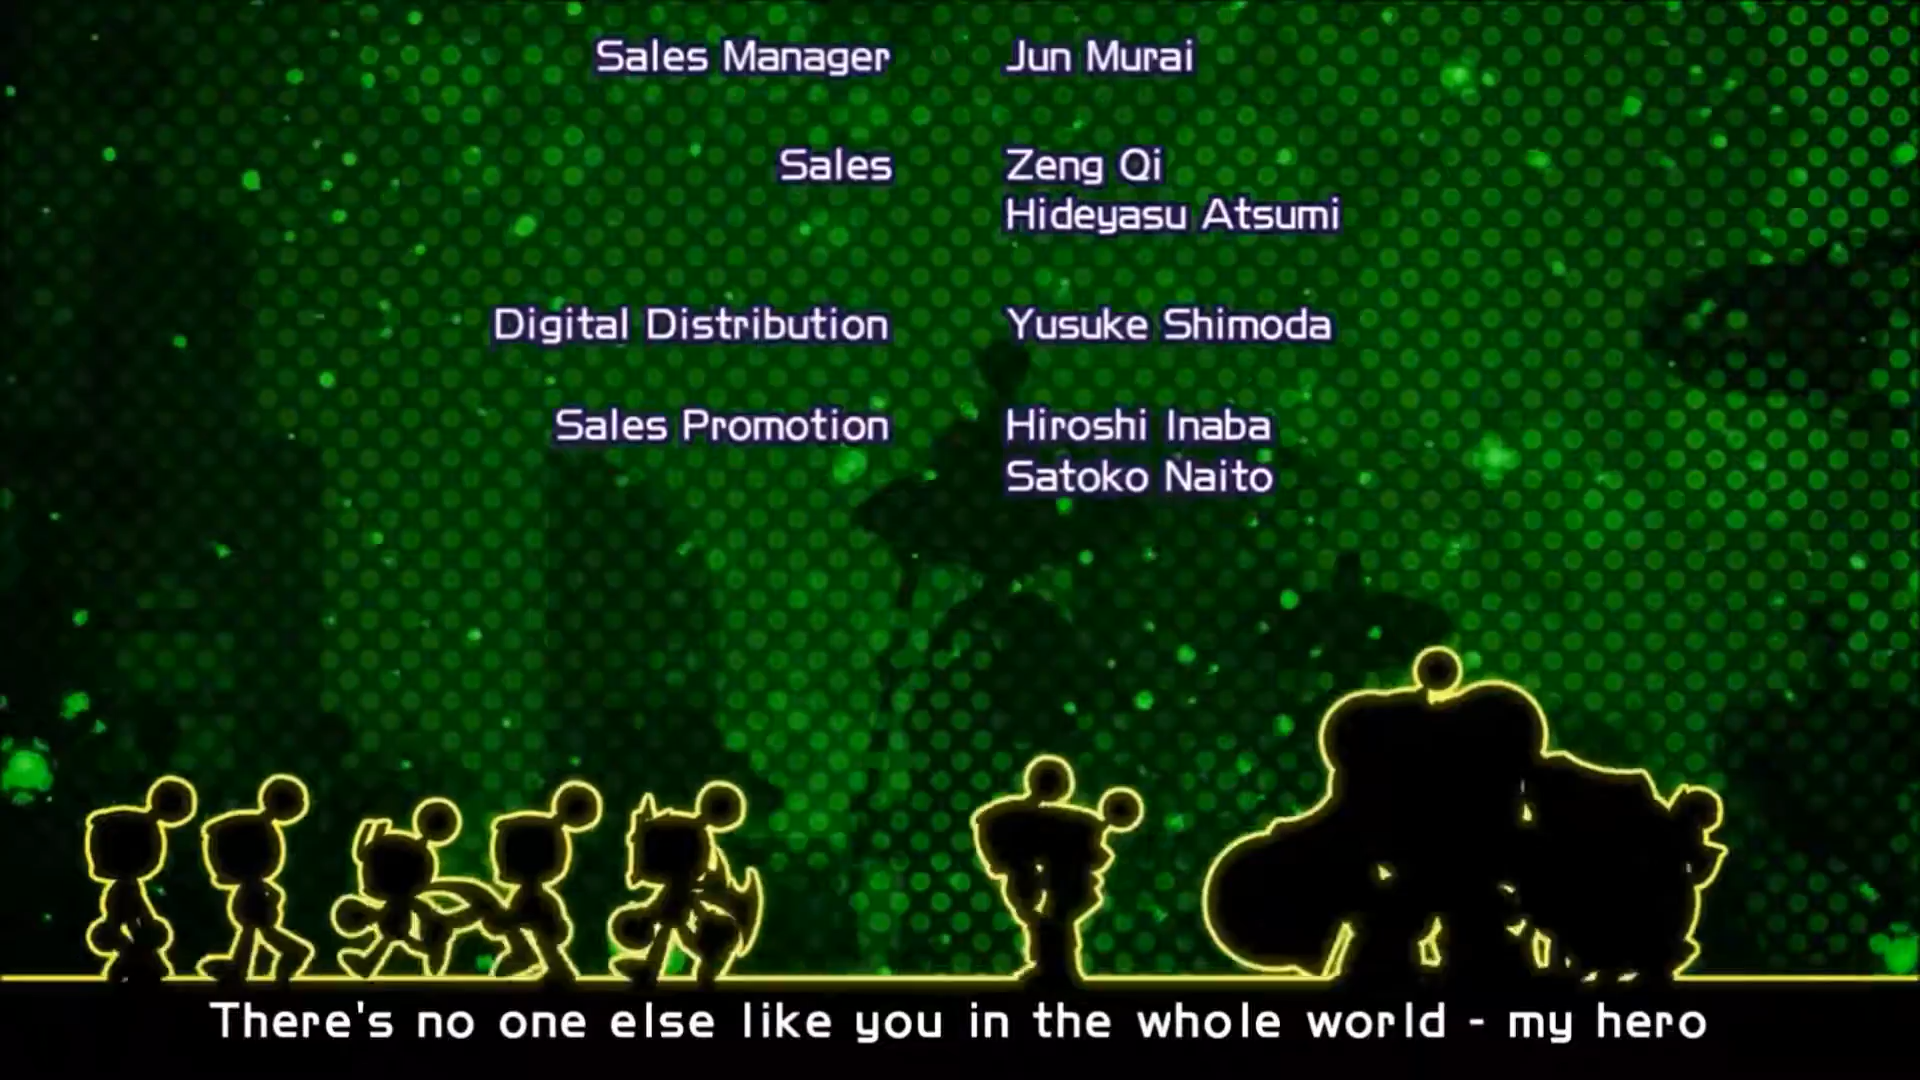 Sales Manager Jun Murai
Sales Zeng Qi
Hideyasu Atsumi
Digital Distribution Yusuke Shimoda
Sales Promotion Hiroshi Inaba
Satoko Naito
There's no one else like you in the whole world - my hero